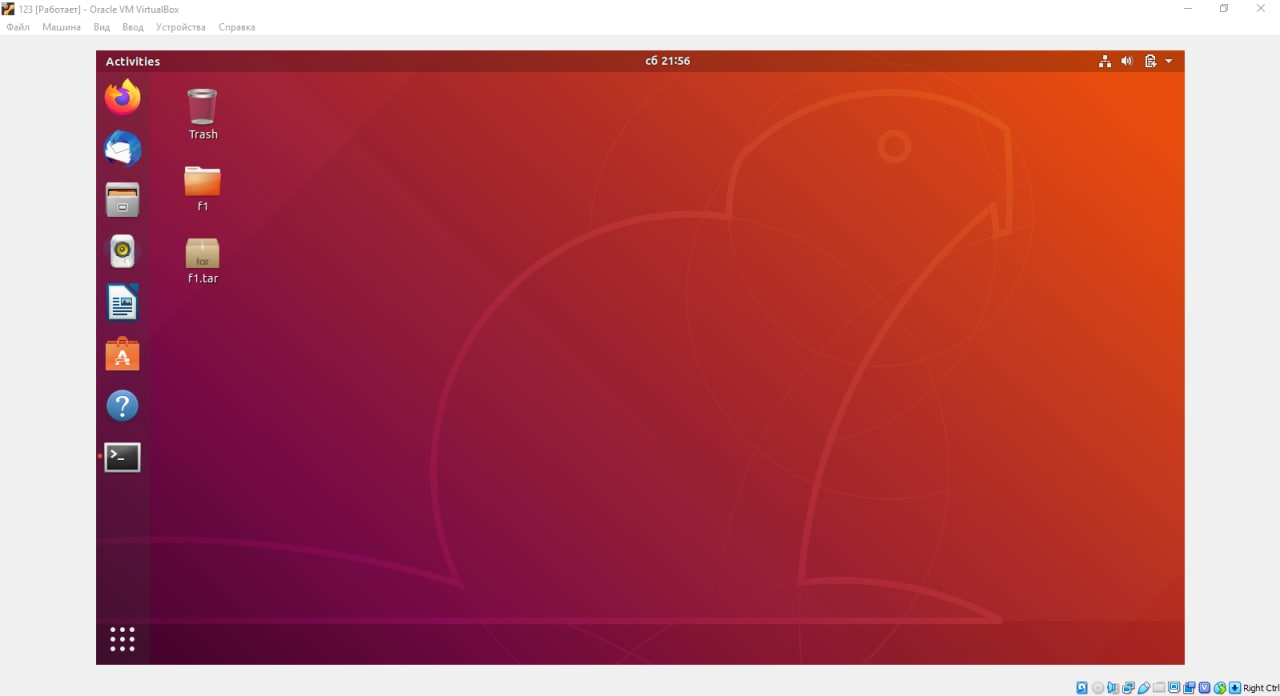 123 [Работает] - Oracle VM VirtualBox
Файл Машина Вид Ввод Устройства Справка
Activities
сб 21:56
Trash
f1
tar
f1.tar
Right Ctrl